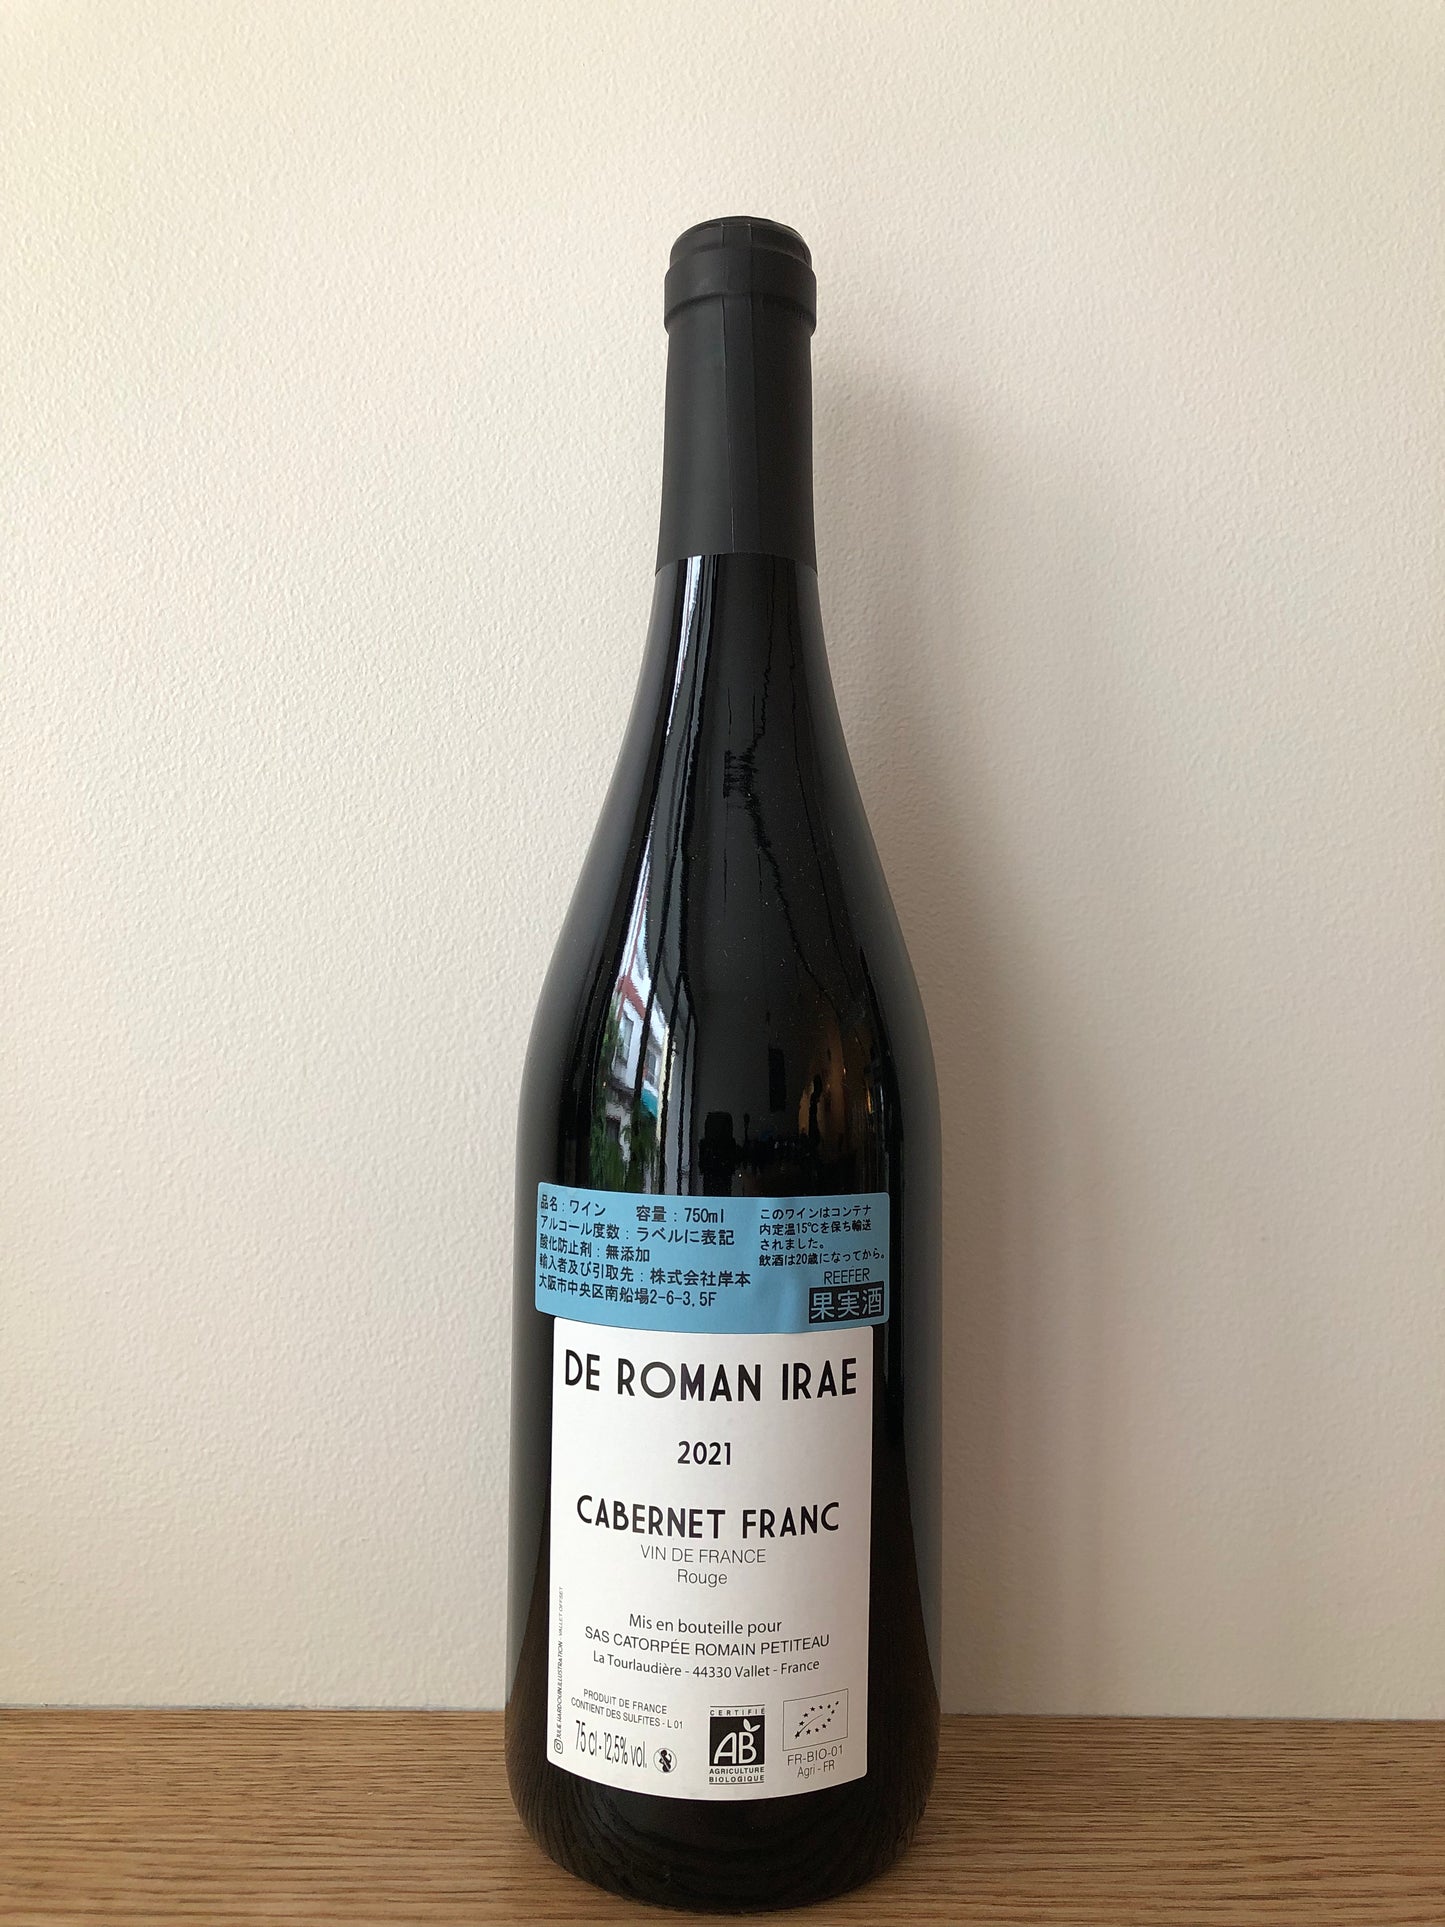 品名：ワイン　容量：750ml
アルコール度数：ラベルに表記
酸化防止剤：無添加
輸入者及び引取先：株式会社岸本
大阪市中央区南船場2-6-3,5F
このワインはコンテナ
内定温15℃を保ち輸送
されました。
飲酒は20歳になってから。
REEFER
果実酒
DE ROMAN IRAE
2021
CABERNET FRANC
VIN DE FRANCE
Rouge
Mis en bouteille pour
SAS CATORPÉE ROMAIN PETITEAU
La Tourlaudière - 44330 Vallet - France
PRODUIT DE FRANCE
CONTIENT DES SULFITES - L 01
75 cl - 12,5% vol.
CERTIFIÉ
AB
AGRICULTURE
BIOLOGIQUE
FR-BIO-01
Agri - FR
JULIE HARDOUIN.ILLUSTRATION - VALLET OFFSET